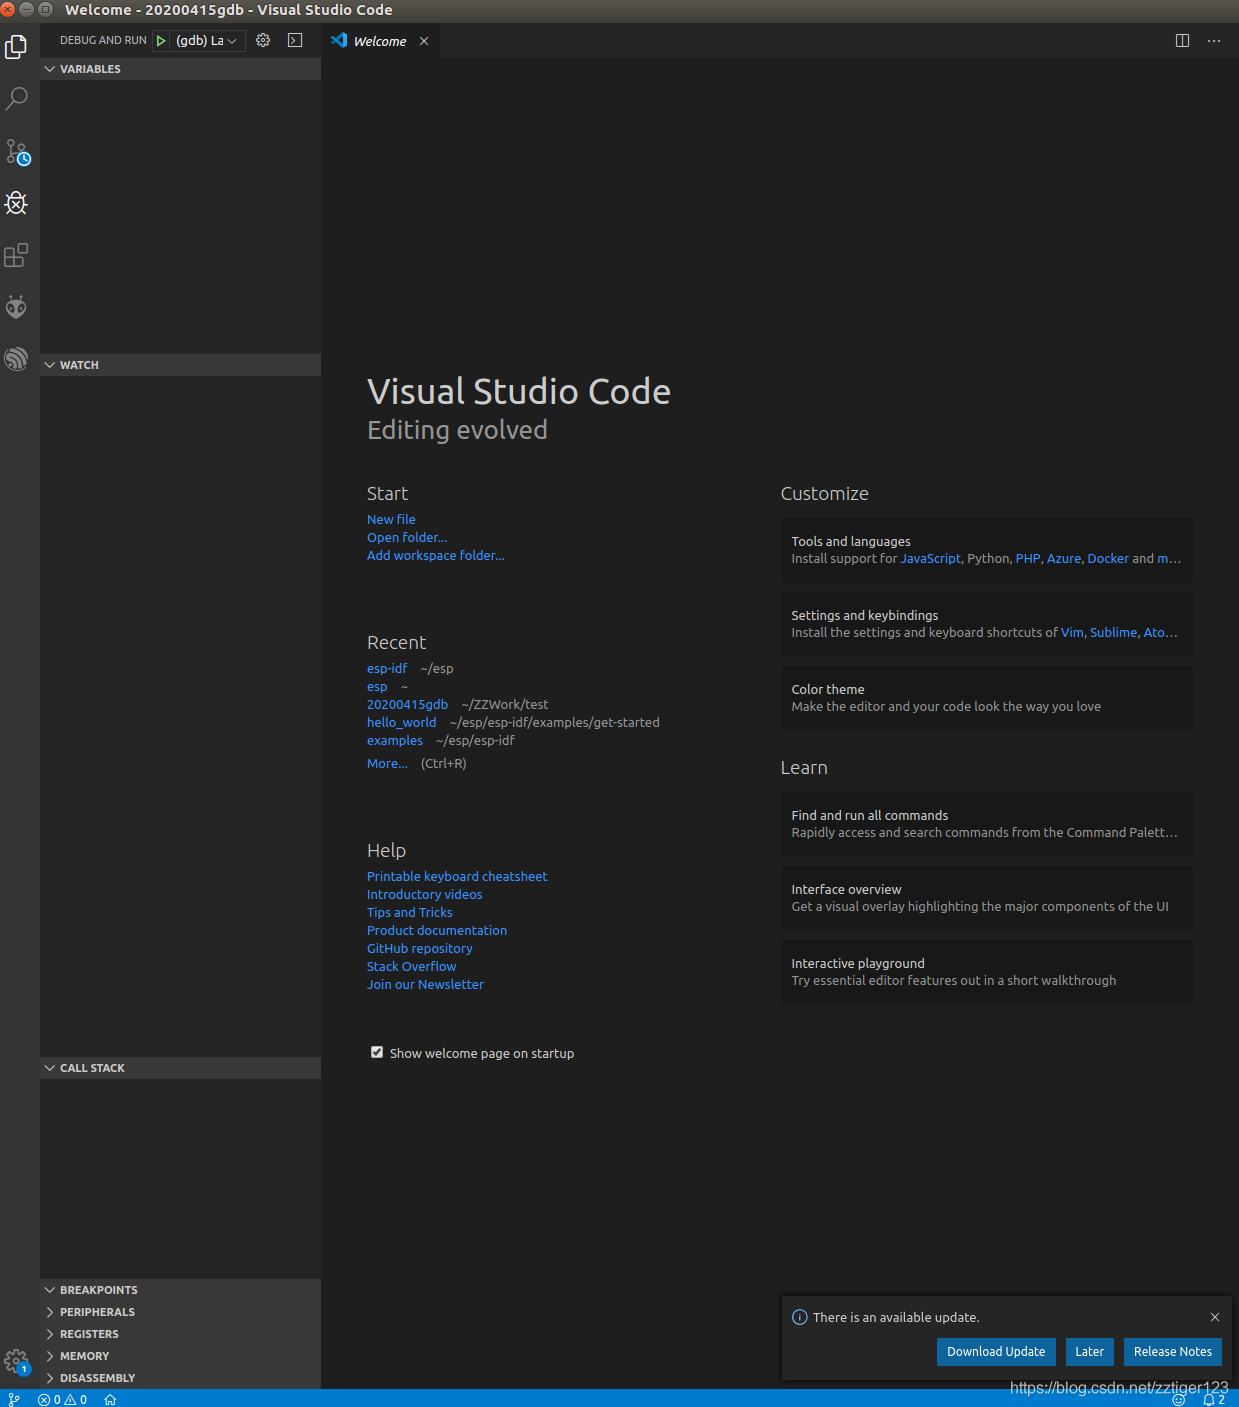 Welcome - 20200415gdb - Visual Studio Code
DEBUG AND RUN
(gdb) La
Welcome
VARIABLES
WATCH
CALL STACK
BREAKPOINTS
PERIPHERALS
REGISTERS
MEMORY
DISASSEMBLY
1
Visual Studio Code
Editing evolved
Start
New file
Open folder...
Add workspace folder...
Recent
esp-idf ~/esp
esp ~
20200415gdb ~/ZZWork/test
hello_world ~/esp/esp-idf/examples/get-started
examples ~/esp/esp-idf
More... (Ctrl+R)
Help
Printable keyboard cheatsheet
Introductory videos
Tips and Tricks
Product documentation
GitHub repository
Stack Overflow
Join our Newsletter
Show welcome page on startup
Customize
Tools and languages
Install support for JavaScript, Python, PHP, Azure, Docker and m...
Settings and keybindings
Install the settings and keyboard shortcuts of Vim, Sublime, Ato...
Color theme
Make the editor and your code look the way you love
Learn
Find and run all commands
Rapidly access and search commands from the Command Palett...
Interface overview
Get a visual overlay highlighting the major components of the UI
Interactive playground
Try essential editor features out in a short walkthrough
There is an available update.
Download Update
Later
Release Notes
https://blog.csdn.net/zztiger123
0 0
2